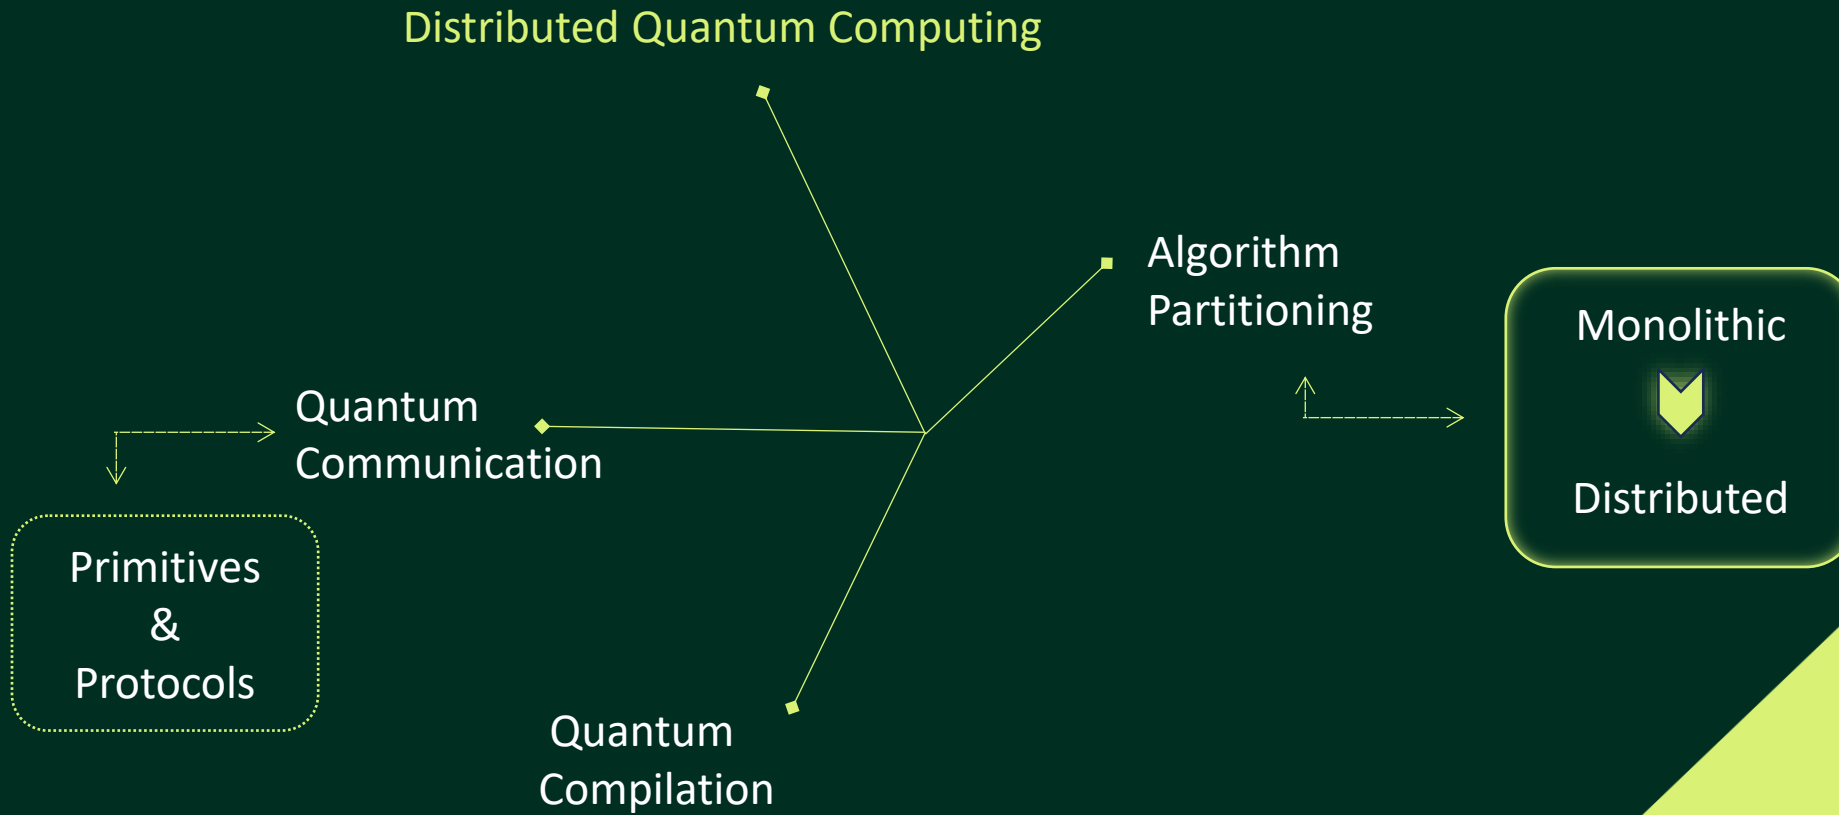 Distributed Quantum Computing
Algorithm
Partitioning
Monolithic
Distributed
Quantum
Communication
Primitives
&
Protocols
Quantum
Compilation